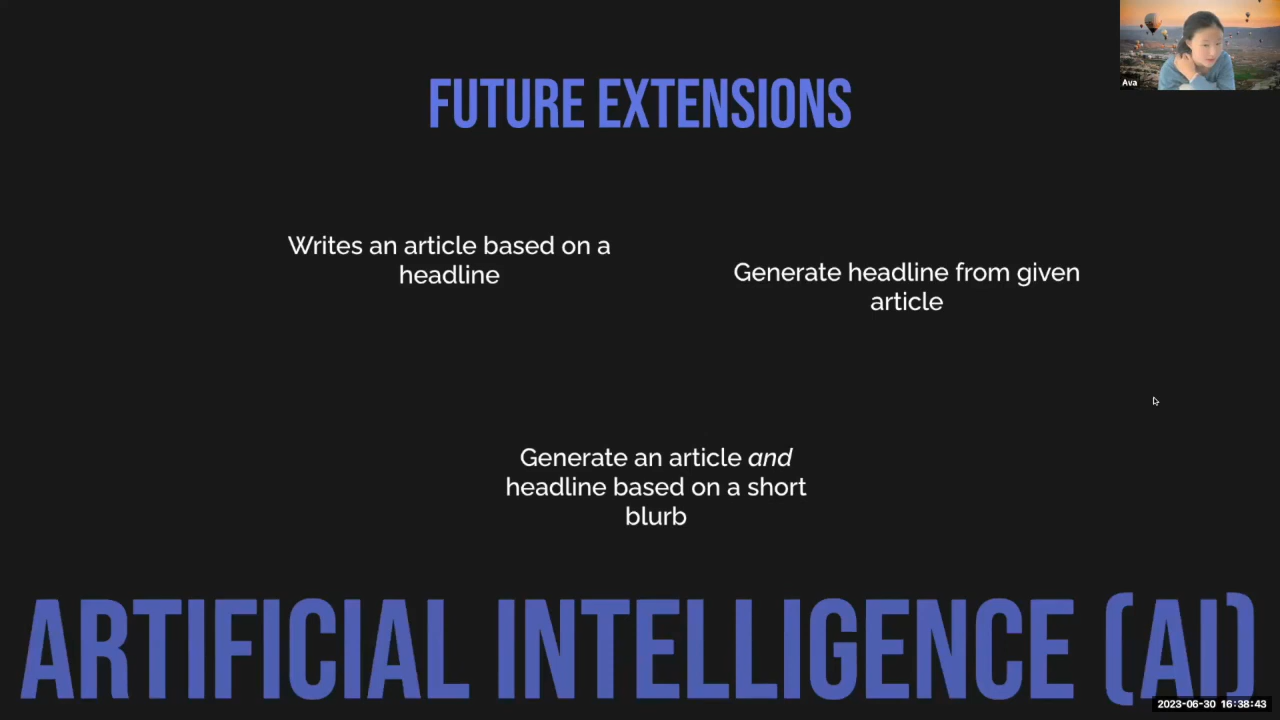 FUTURE EXTENSIONS
Ava
Writes an article based on a
headline
Generate headline from given
article
Generate an article and
headline based on a short
blurb
ARTIFICIAL INTELLIGENCE (AI)
2023-06-30 16:38:43